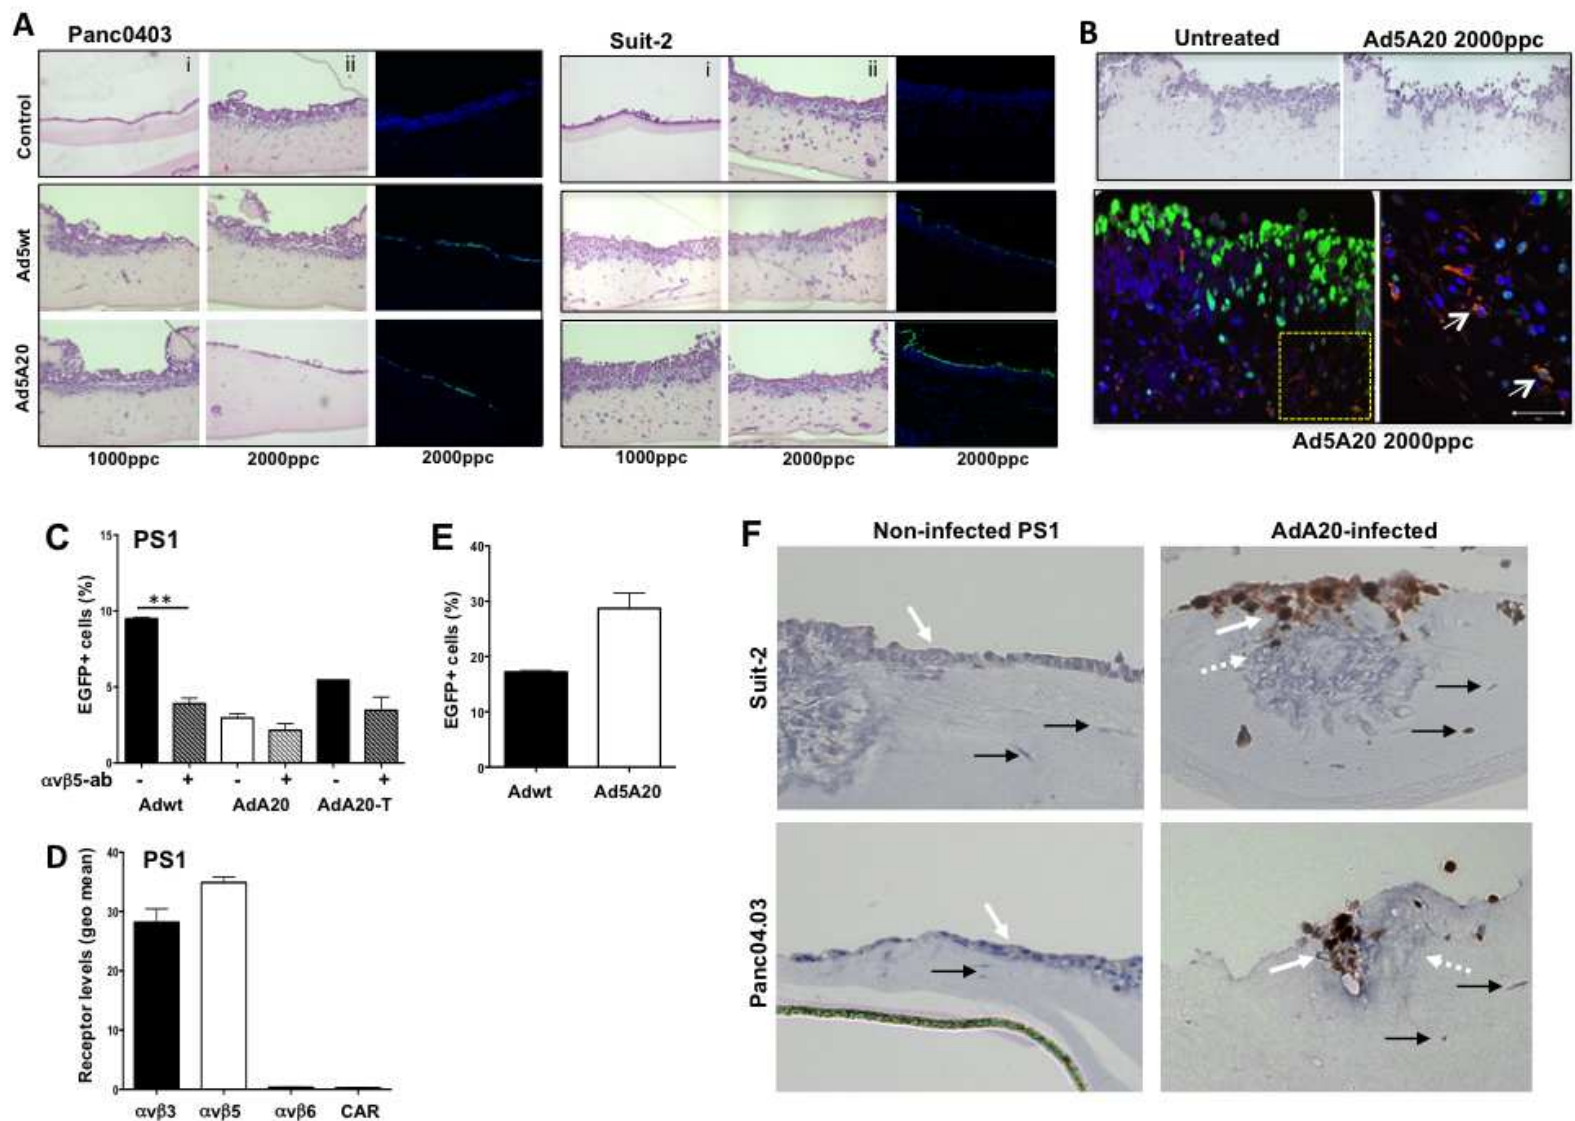 A
Panc0403
Suit-2
i
ii
i
ii
Control
Ad5wt
Ad5A20
1000ppc
2000ppc
2000ppc
1000ppc
2000ppc
2000ppc
B
Untreated
Ad5A20 2000ppc
Ad5A20 2000ppc
C
PS1
EGFP+ cells (%)
15
10
5
0
**
αvβ5-ab
-
+
-
+
-
+
Adwt
AdA20
AdA20-T
D
PS1
Receptor levels (geo mean)
40
30
20
10
0
αvβ3
αvβ5
αvβ6
CAR
E
EGFP+ cells (%)
40
30
20
10
0
Adwt
Ad5A20
F
Non-infected PS1
AdA20-infected
Suit-2
Panc04.03